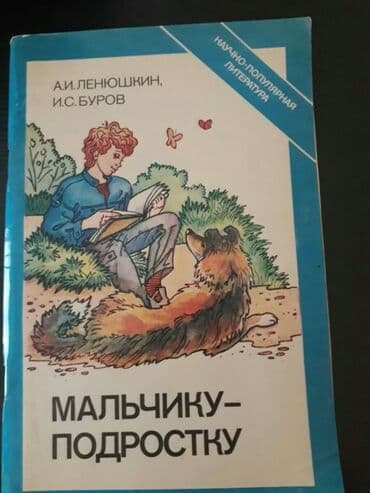 НАУЧНО-ПОПУЛЯРНАЯ
ЛИТЕРАТУРА
А.И.ЛЕНЮШКИН,
И.С.БУРОВ
МАЛЬЧИКУ–
ПОДРОСТКУ